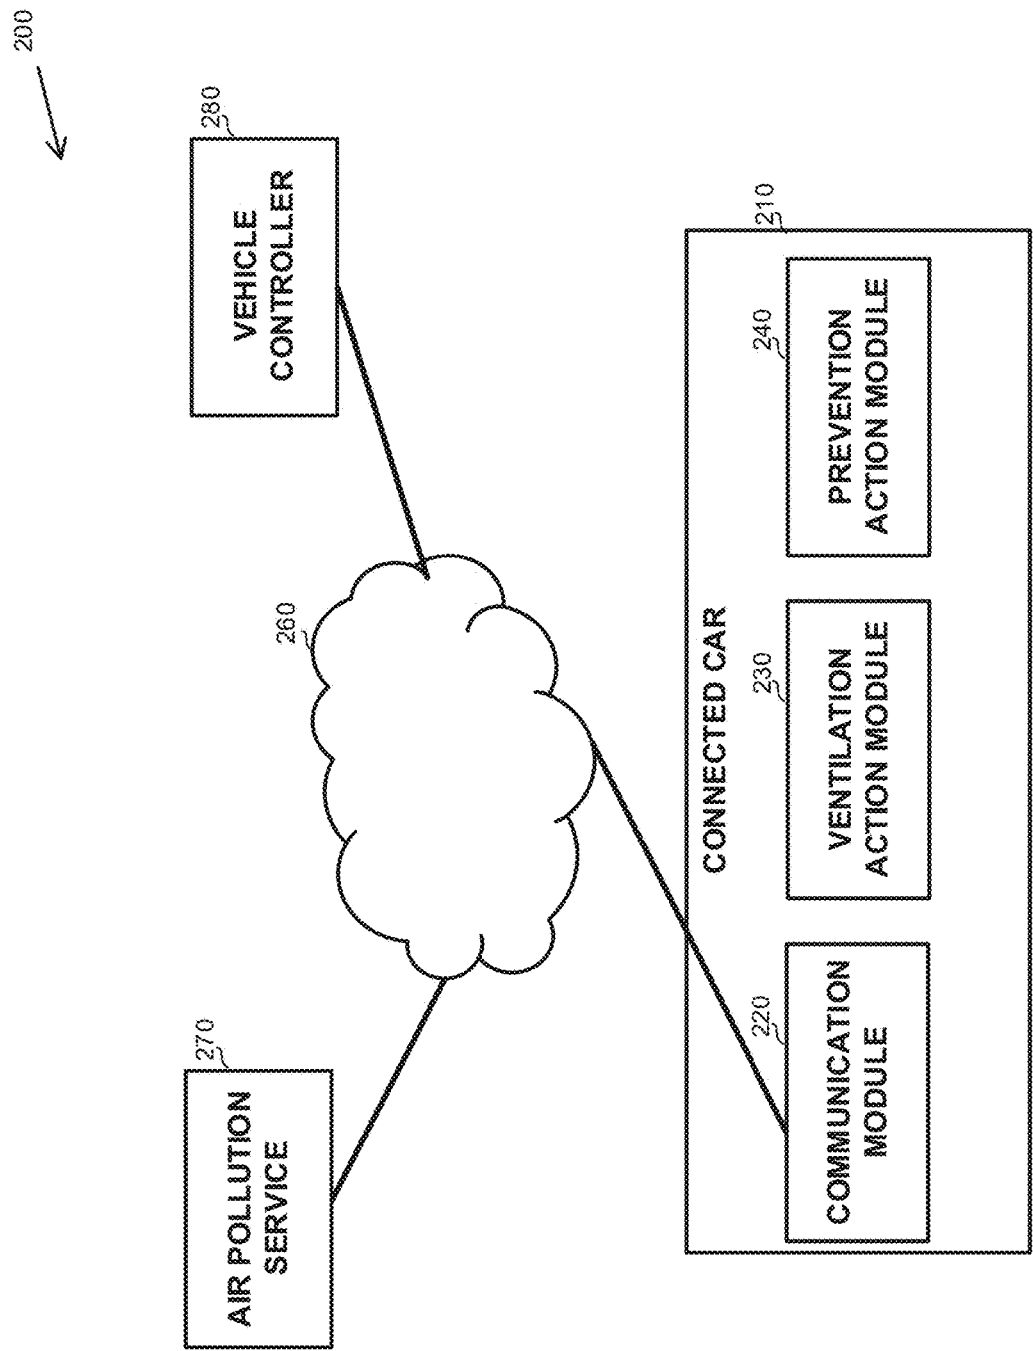 200
270
AIR POLLUTION
SERVICE
280
VEHICLE
CONTROLLER
260
210
CONNECTED CAR
220
COMMUNICATION
MODULE
230
VENTILATION
ACTION MODULE
240
PREVENTION
ACTION MODULE